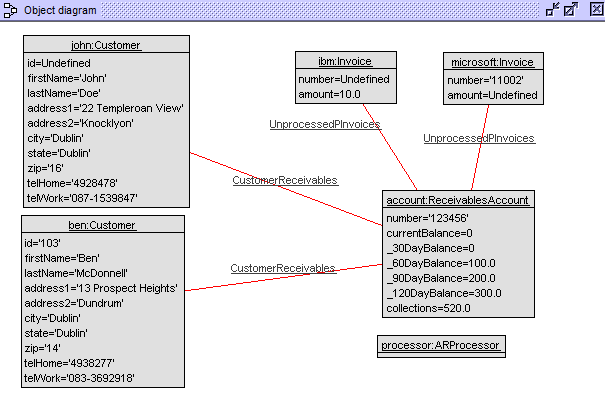 Object diagram
john:Customer
id=Undefined
firstName='John'
lastName='Doe'
address1='22 Templeroan View'
address2='Knocklyon'
city='Dublin'
state='Dublin'
zip='16'
telHome='4928478'
telWork='087-1539847'
ibm:Invoice
number=Undefined
amount=10.0
microsoft:Invoice
number='11002'
amount=Undefined
UnprocessedPInvoices
UnprocessedPInvoices
CustomerReceivables
account:ReceivablesAccount
number='123456'
currentBalance=0
_30DayBalance=0
_60DayBalance=100.0
_90DayBalance=200.0
_120DayBalance=300.0
collections=520.0
ben:Customer
id='103'
firstName='Ben'
lastName='McDonnell'
address1='13 Prospect Heights'
address2='Dundrum'
city='Dublin'
state='Dublin'
zip='14'
telHome='4938277'
telWork='083-3692918'
CustomerReceivables
processor:ARProcessor